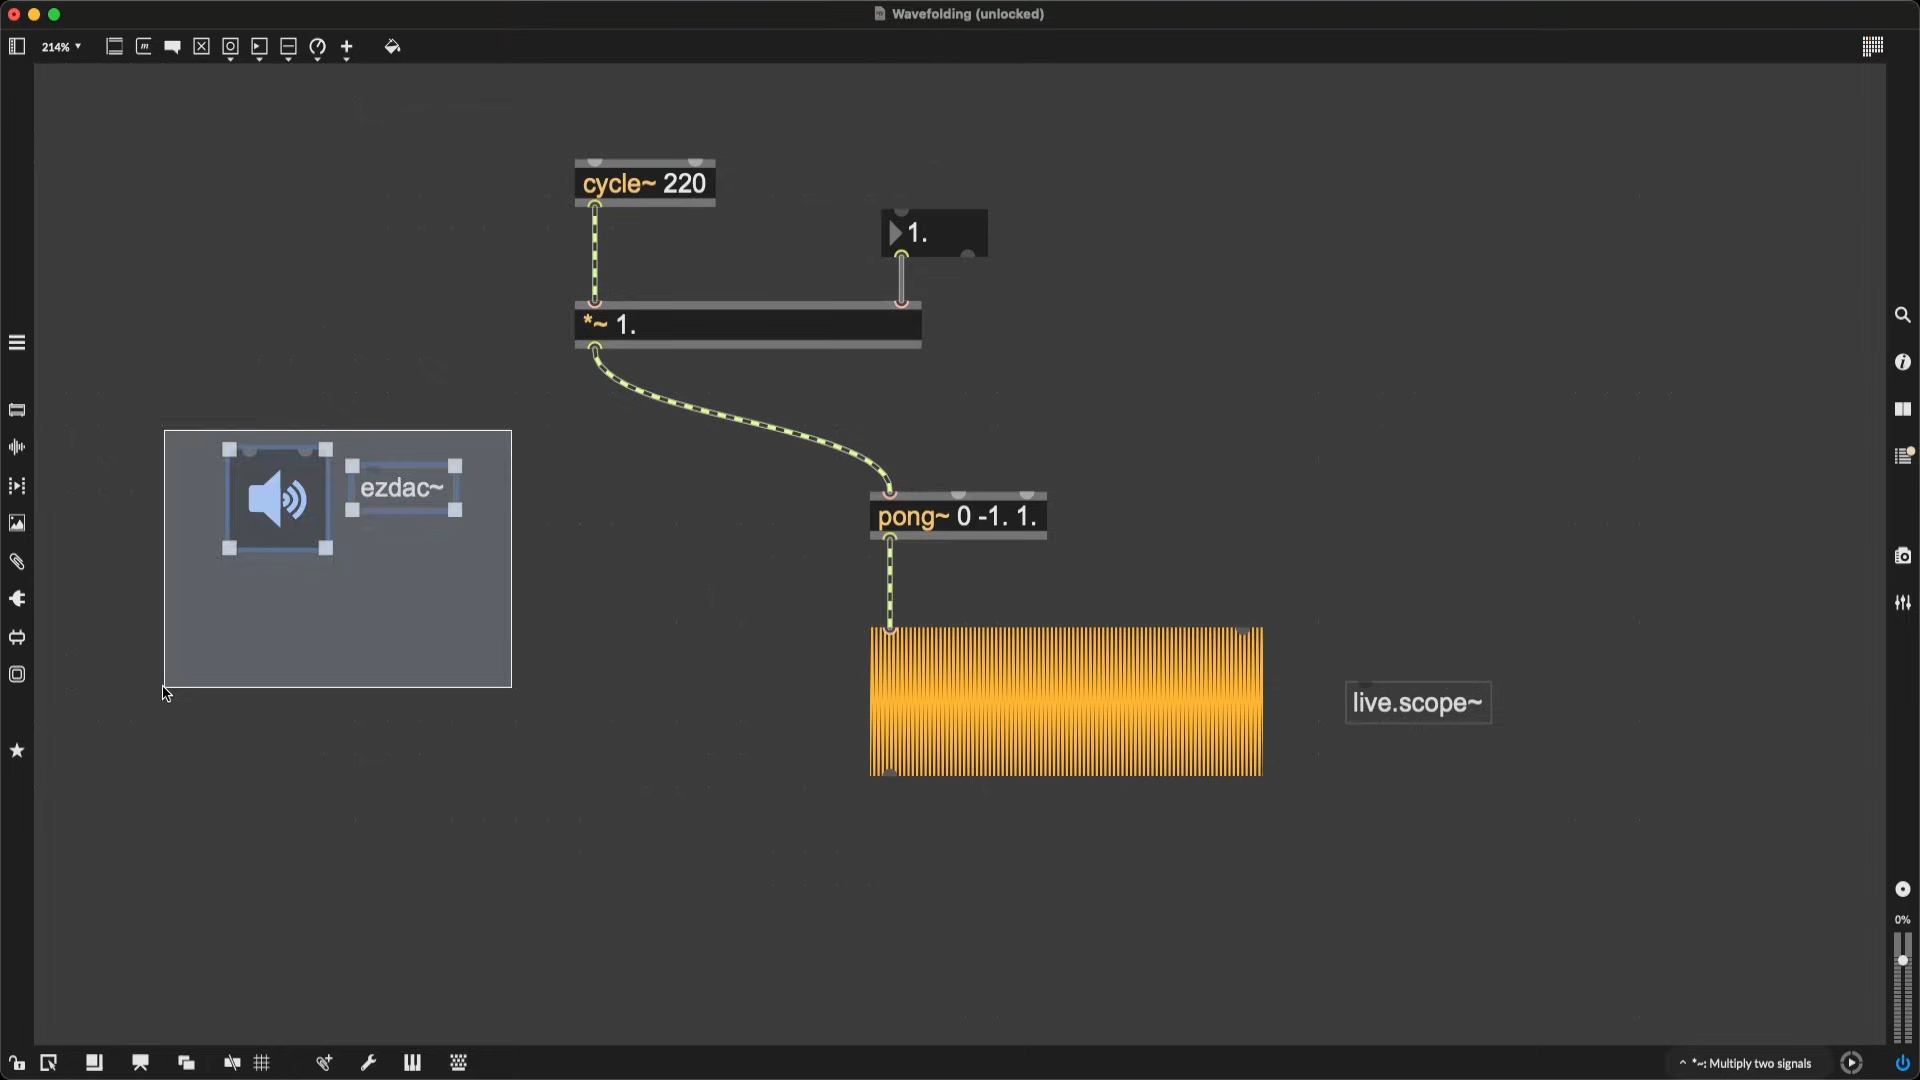 Wavefolding (unlocked)
214%
cycle~ 220
1.
*~ 1.
ezdac~
pong~ 0 -1. 1.
live.scope~
0%
*~: Multiply two signals